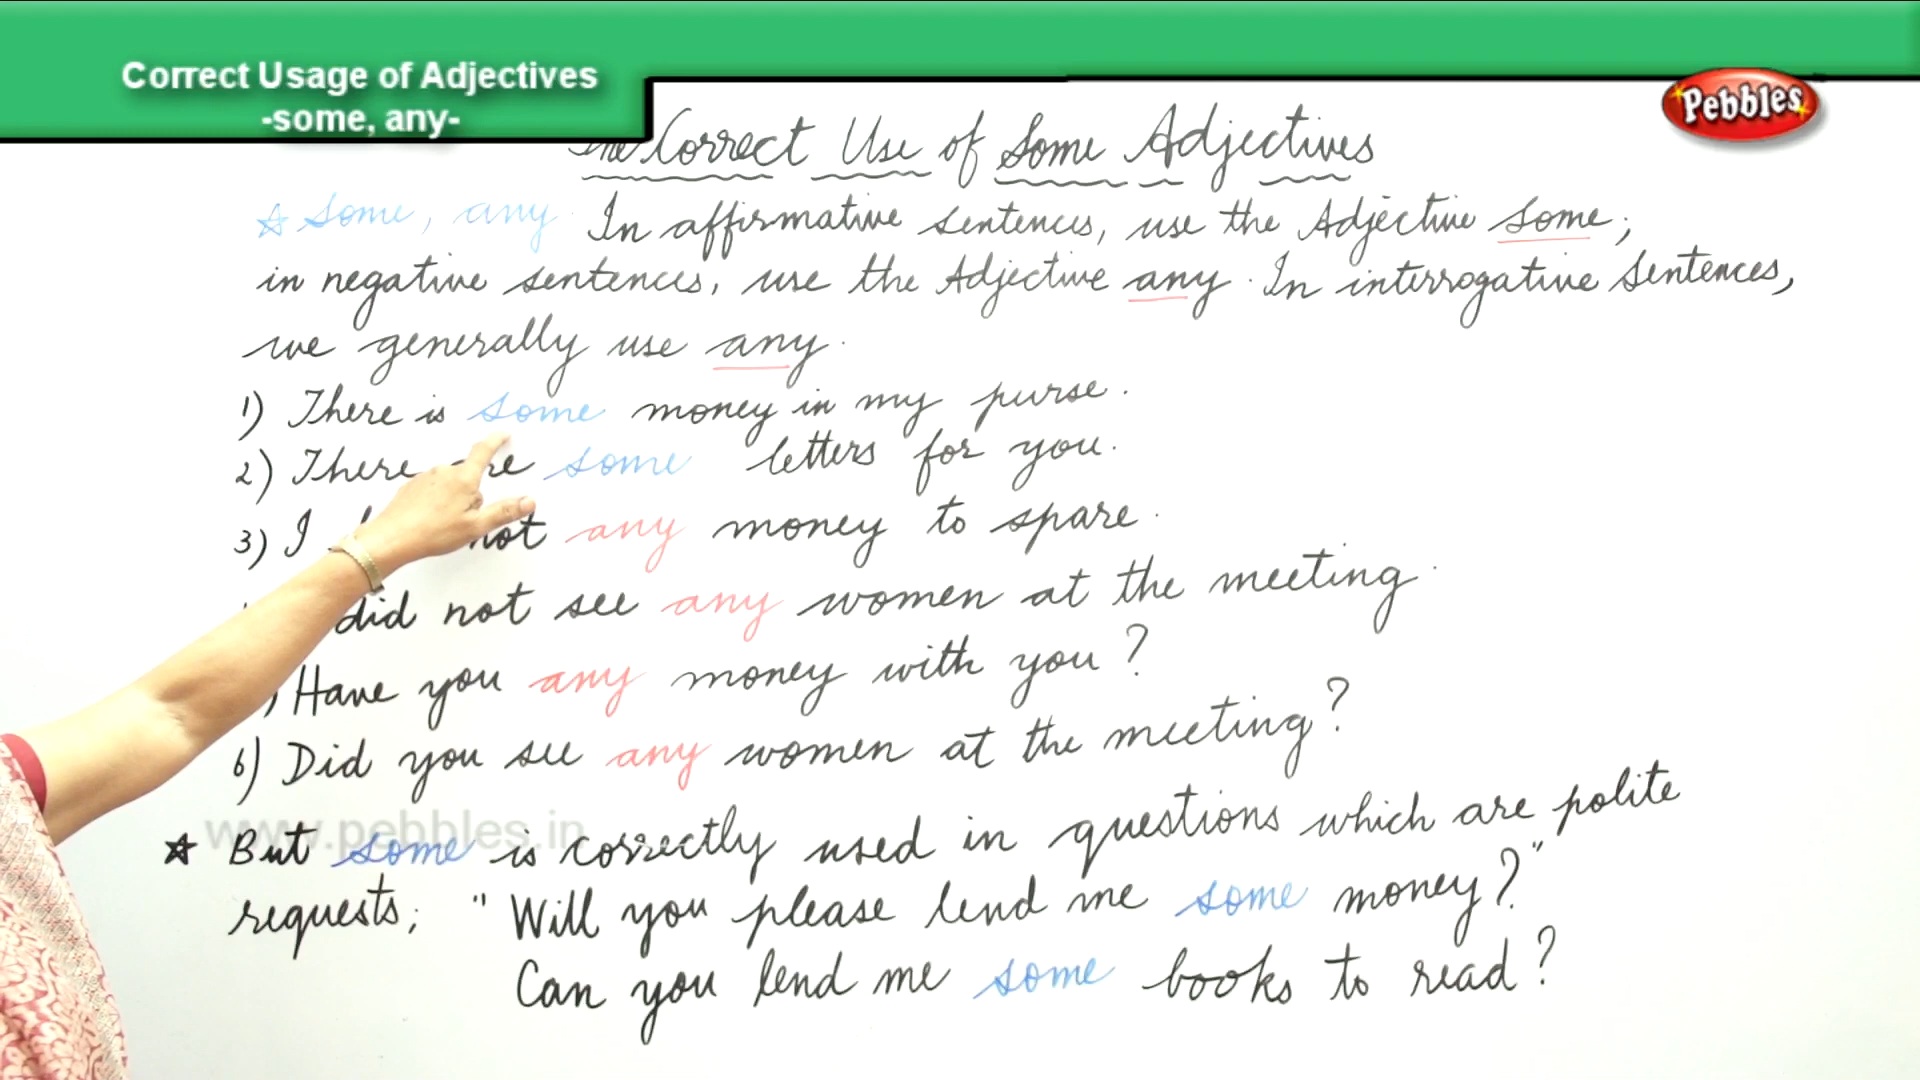 Correct Usage of Adjectives
-some, any-
Pebbles
The Correct Use of Some Adjectives
☆ Some, any. In affirmative sentences, use the Adjective some;
in negative sentences, use the Adjective any. In interrogative Sentences,
we generally use any.
1) There is some money in my purse.
2) There are some letters for you.
3) I not any money to spare.
did not see any women at the meeting.
) Have you any money with you?
6) Did you see any women at the meeting?
www.pebbles.in
☆ But some is correctly used in questions which are polite
requests; "Will you please lend me some money?"
Can you lend me some books to read?